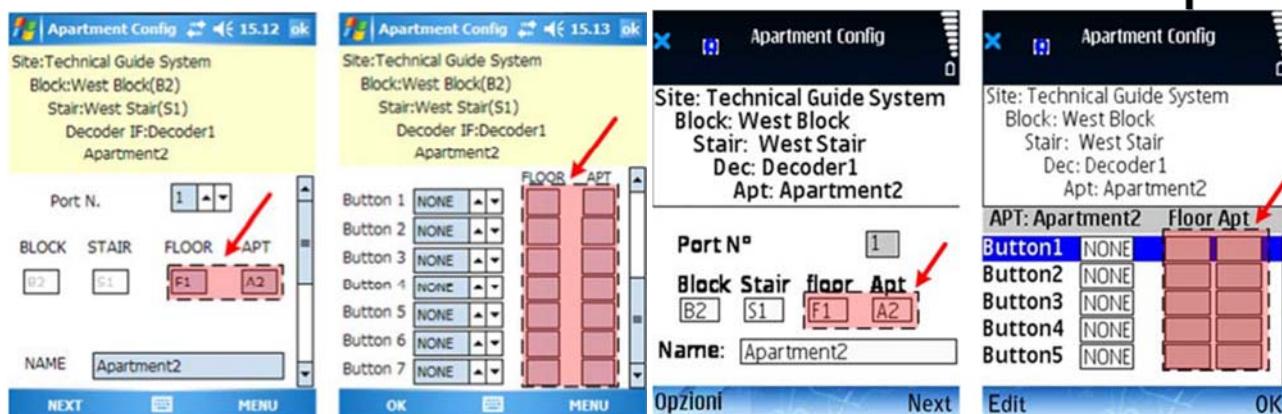 Apartment Config 15.12 ok
Site:Technical Guide System
Block:West Block(B2)
Stair:West Stair(S1)
Decoder IF:Decoder1
Apartment2
Port N. 1
BLOCK STAIR FLOOR APT
B2 S1 F1 A2
NAME Apartment2
NEXT MENU
Apartment Config 15.13 ok
Site:Technical Guide System
Block:West Block(B2)
Stair:West Stair(S1)
Decoder IF:Decoder1
Apartment2
FLOOR APT
Button 1 NONE
Button 2 NONE
Button 3 NONE
Button 4 NONE
Button 5 NONE
Button 6 NONE
Button 7 NONE
OK MENU
Apartment Config
Site: Technical Guide System
Block: West Block
Stair: West Stair
Dec: Decoder1
Apt: Apartment2
Port N° 1
Block Stair floor Apt
B2 S1 F1 A2
Name: Apartment2
Opzioni Next
Apartment Config
Site: Technical Guide System
Block: West Block
Stair: West Stair
Dec: Decoder1
Apt: Apartment2
APT: Apartment2 Floor Apt
Button1 NONE
Button2 NONE
Button3 NONE
Button4 NONE
Button5 NONE
Edit OK